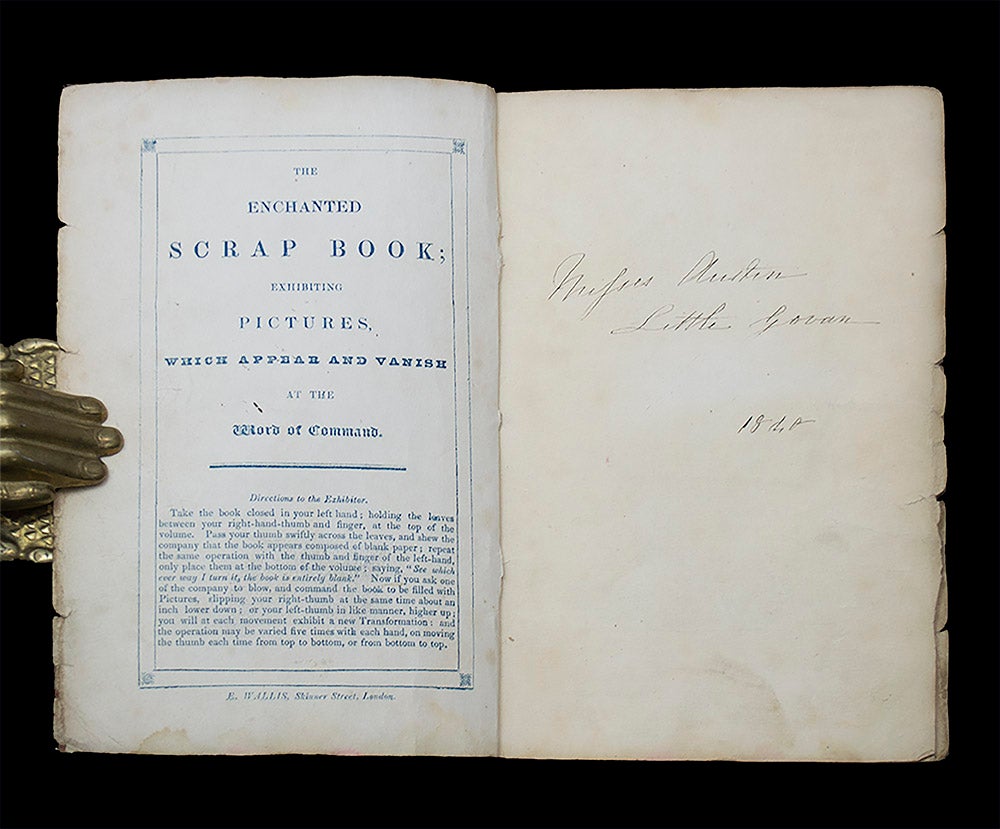 THE
ENCHANTED
SCRAP BOOK;
EXHIBITING
PICTURES,
WHICH APPEAR AND VANISH
AT THE
Word of Command.
Directions to the Exhibitor.
Take the book closed in your left hand; holding the leaves
between your right-hand-thumb and finger, at the top of the
volume. Pass your thumb swiftly across the leaves, and shew the
company that the book appears composed of blank paper; repeat
the same operation with the thumb and finger of the left-hand,
only place them at the bottom of the volume; saying, "See which
ever way I turn it, the book is entirely blank." Now if you ask one
of the company to blow, and command the book to be filled with
Pictures, slipping your right-thumb at the same time about an
inch lower down; or your left-thumb in like manner, higher up;
you will at each movement exhibit a new Transformation: and
the operation may be varied five times with each hand, on moving
the thumb each time from top to bottom, or from bottom to top.
E. WALLIS, Skinner Street, London.
Misses Austin
Little Govan
1840